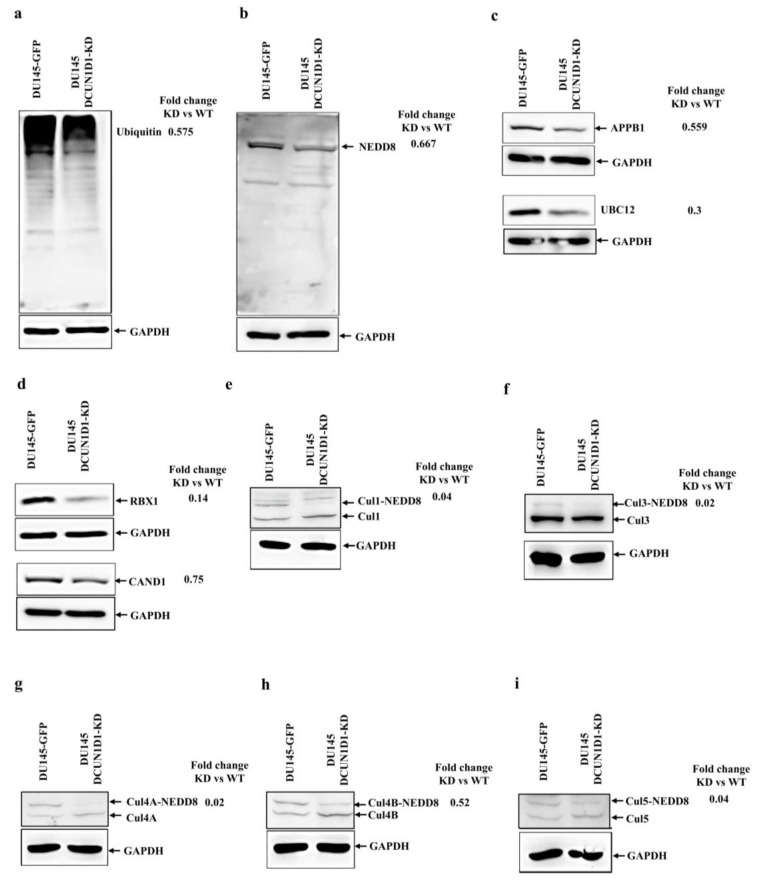 a
DU145-GFP
DU145
DCUN1D1-KD
Fold change
KD vs WT
Ubiquitin 0.575
GAPDH
b
DU145-GFP
DU145
DCUN1D1-KD
Fold change
KD vs WT
NEDD8 0.667
GAPDH
c
DU145-GFP
DU145
DCUN1D1-KD
Fold change
KD vs WT
APPB1 0.559
GAPDH
UBC12 0.3
GAPDH
d
DU145-GFP
DU145
DCUN1D1-KD
Fold change
KD vs WT
RBX1 0.14
GAPDH
CAND1 0.75
GAPDH
e
DU145-GFP
DU145
DCUN1D1-KD
Fold change
KD vs WT
Cul1-NEDD8 0.04
Cul1
GAPDH
f
DU145-GFP
DU145
DCUN1D1-KD
Fold change
KD vs WT
Cul3-NEDD8 0.02
Cul3
GAPDH
g
DU145-GFP
DU145
DCUN1D1-KD
Fold change
KD vs WT
Cul4A-NEDD8 0.02
Cul4A
GAPDH
h
DU145-GFP
DU145
DCUN1D1-KD
Fold change
KD vs WT
Cul4B-NEDD8 0.52
Cul4B
GAPDH
i
DU145-GFP
DU145
DCUN1D1-KD
Fold change
KD vs WT
Cul5-NEDD8 0.04
Cul5
GAPDH